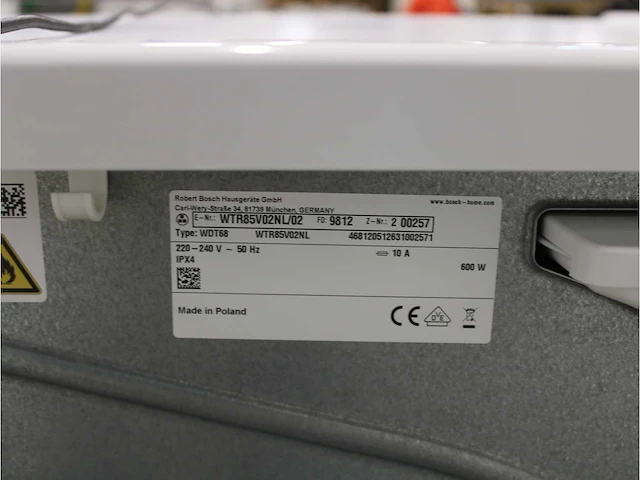 Robert Bosch Hausgeräte GmbH
www.bosch-home.com
Carl-Wery-Straße 34, 81739 München, GERMANY
E-Nr.: WTR85V02NL/02 FD: 9812 Z-Nr.: 2 00257
Type: WDT68 WTR85V02NL 468120512631002571
220-240 V ~ 50 Hz 10 A
IPX4 600 W
Made in Poland CE VDE